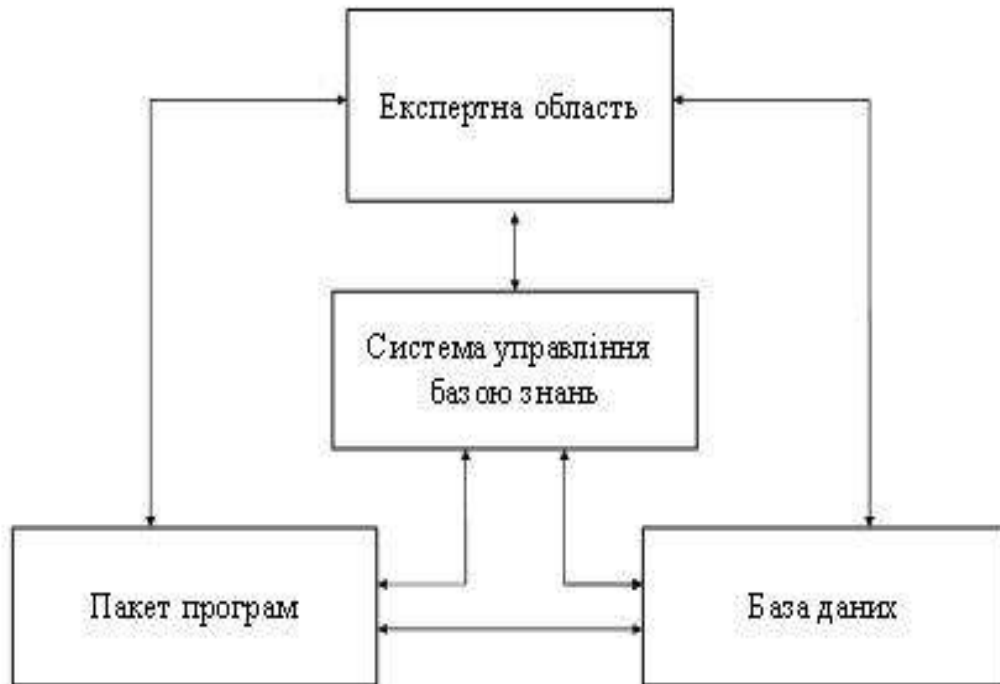 Експертна область
Система управління
базою знань
Пакет програм
База даних